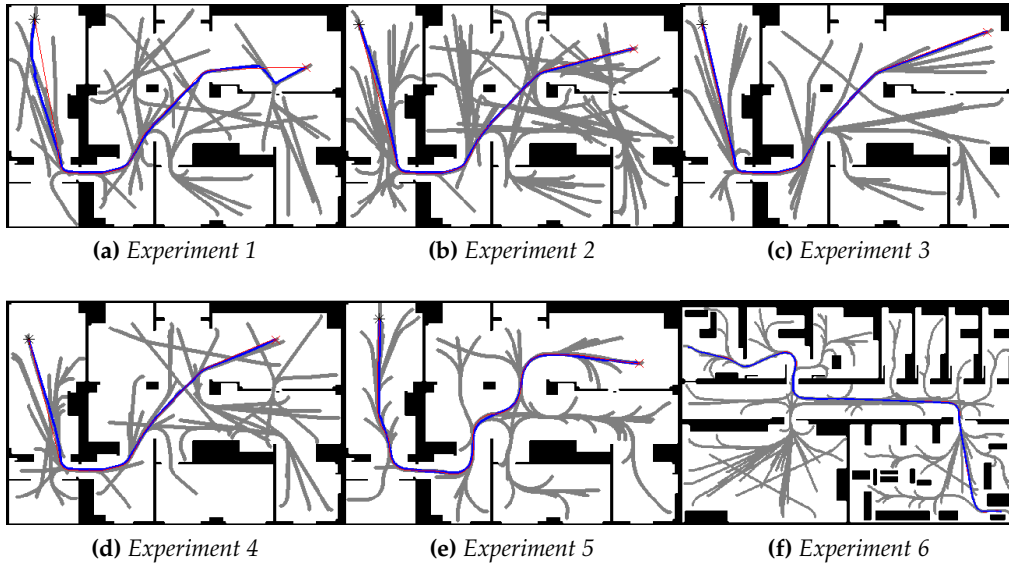 (a) Experiment 1
(b) Experiment 2
(c) Experiment 3
(d) Experiment 4
(e) Experiment 5
(f) Experiment 6